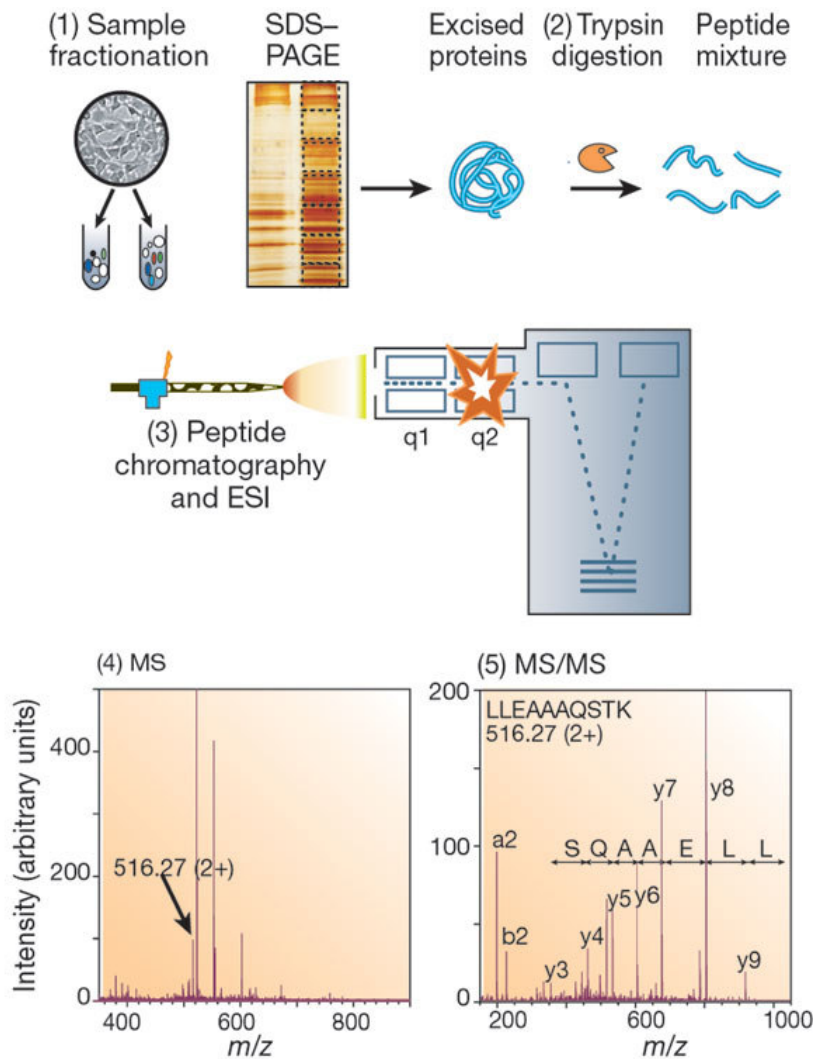 (1) Sample
fractionation
SDS–
PAGE
Excised
proteins
(2) Trypsin
digestion
Peptide
mixture
(3) Peptide
chromatography
and ESI
q1
q2
(4) MS
Intensity (arbitrary units)
400
200
0
516.27 (2+)
400
600
800
m/z
(5) MS/MS
200
100
0
LLEAAAQSTK
516.27 (2+)
a2
b2
y3
y4
y5
y6
y7
y8
y9
S Q A A E L L
200
600
1000
m/z